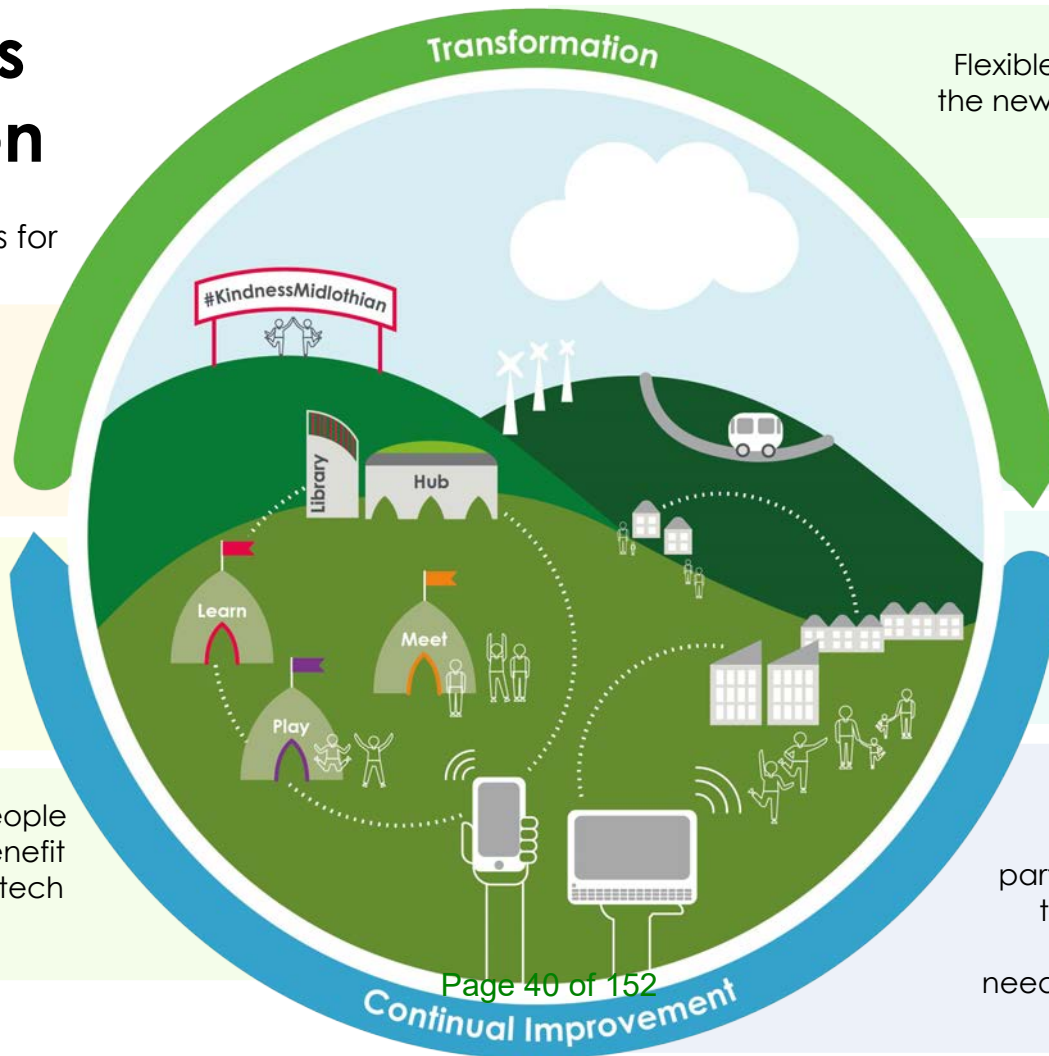 s
n
Transformation
Flexible
the new
s for
#KindnessMidlothian
Library
Hub
Learn
Meet
Play
eople
enefit
tech
part
t
need
Page 40 of 152
Continual Improvement